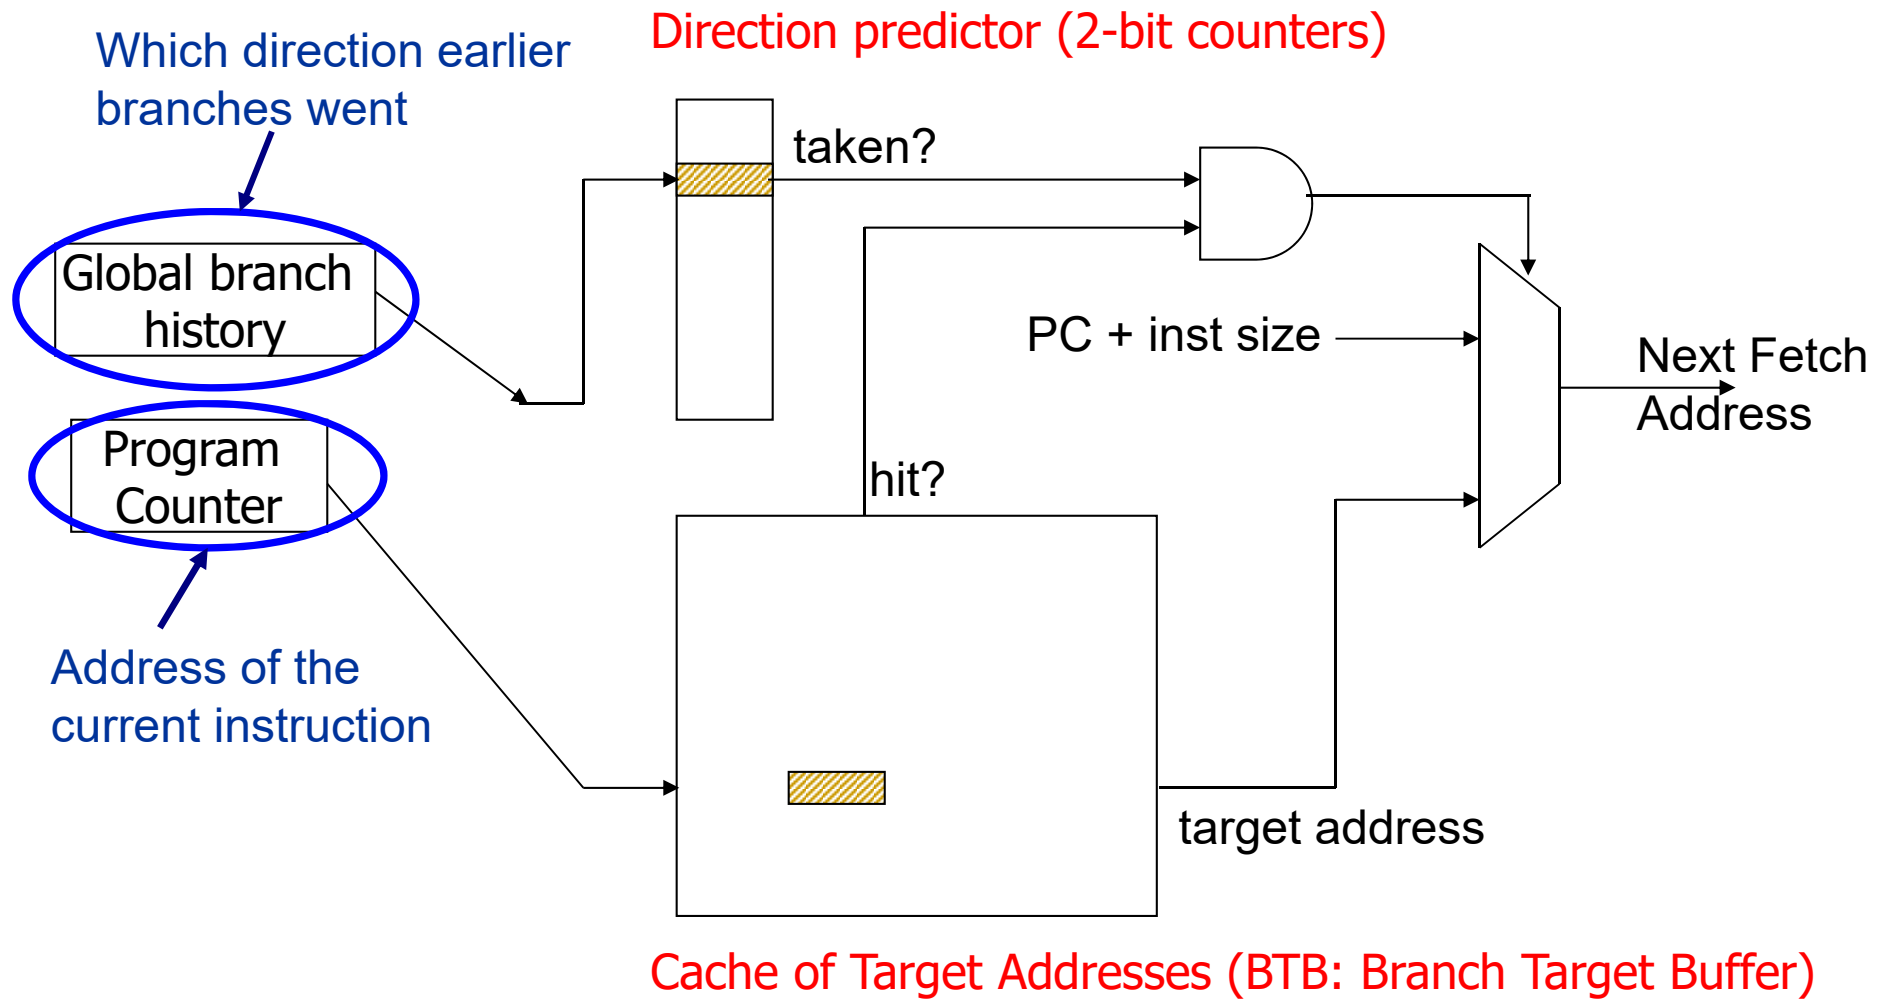 Direction predictor (2-bit counters)
Which direction earlier
branches went
taken?
Global branch
history
PC + inst size
Next Fetch
Address
Program
Counter
hit?
Address of the
current instruction
target address
Cache of Target Addresses (BTB: Branch Target Buffer)